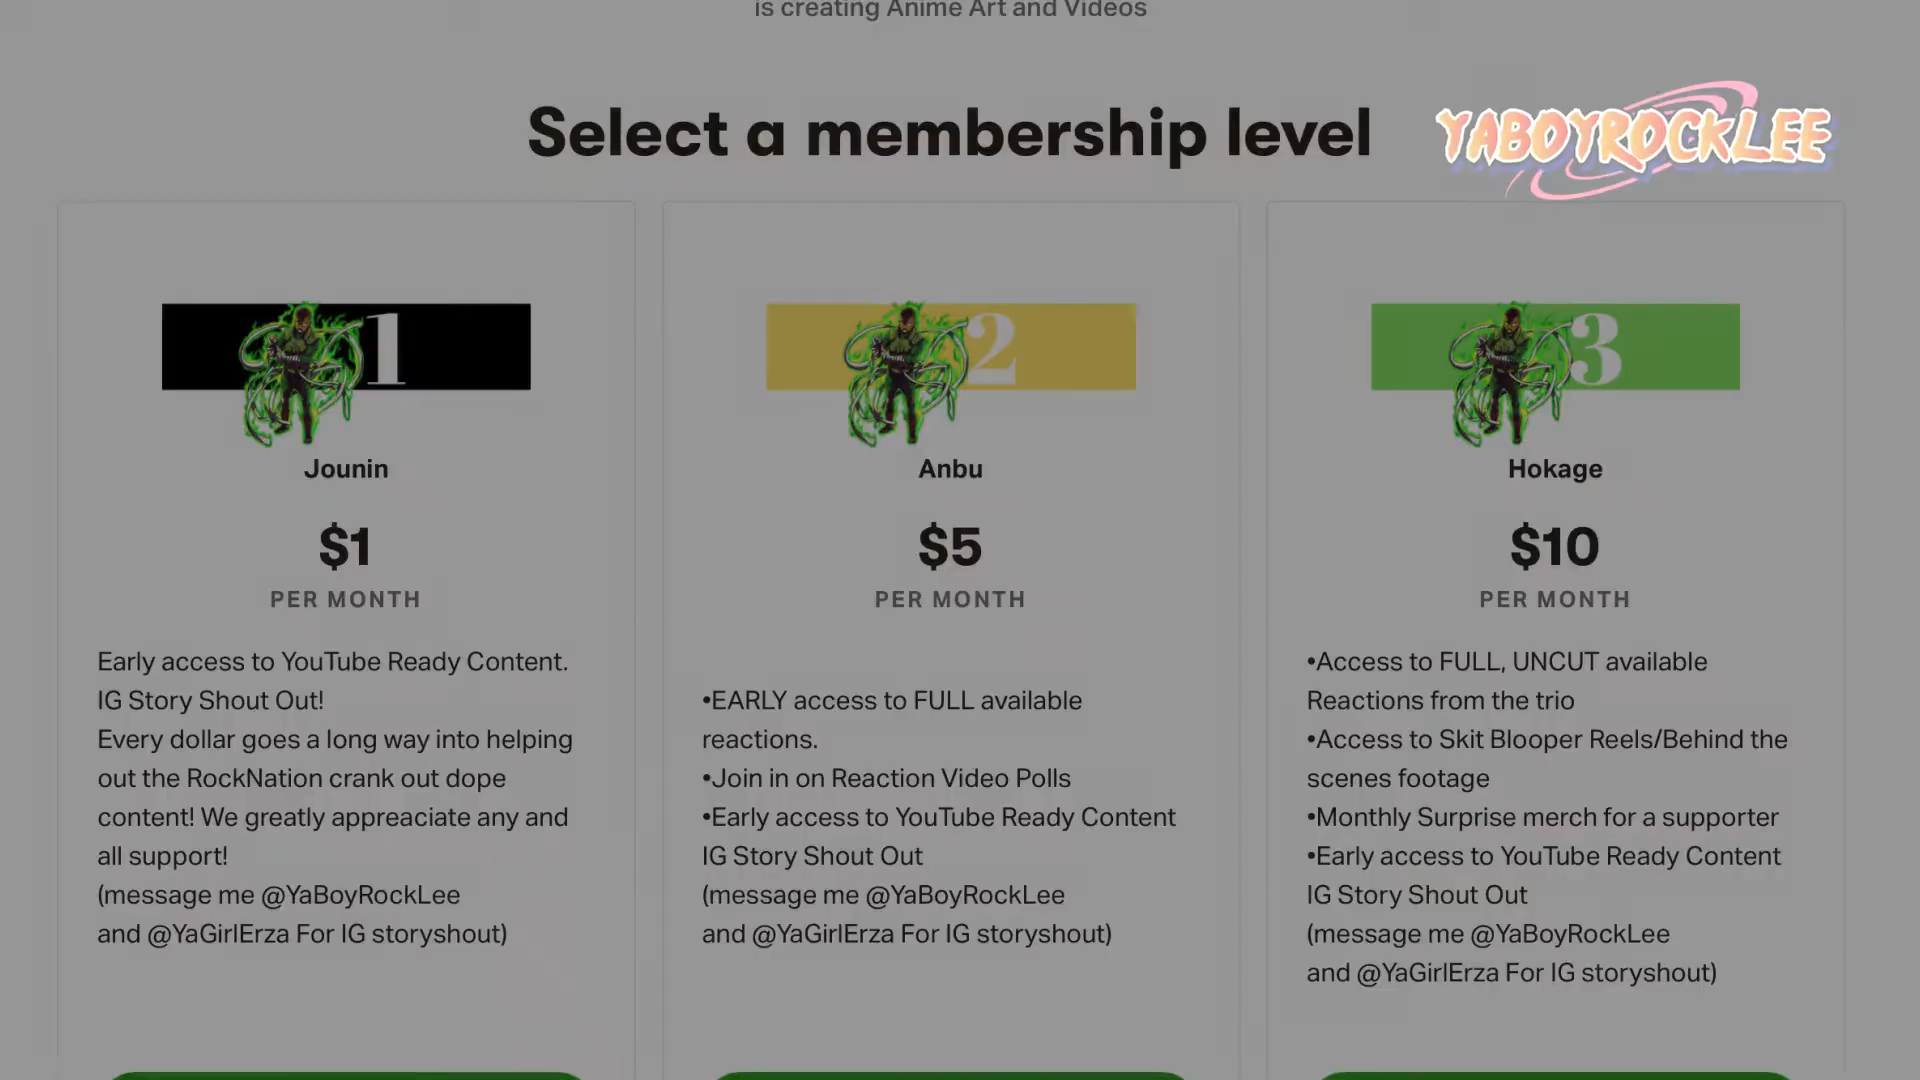 is creating Anime Art and Videos
Select a membership level
YABOYROCKLEE
1
Jounin
$1
PER MONTH
Early access to YouTube Ready Content.
IG Story Shout Out!
Every dollar goes a long way into helping
out the RockNation crank out dope
content! We greatly appreaciate any and
all support!
(message me @YaBoyRockLee
and @YaGirlErza For IG storyshout)
2
Anbu
$5
PER MONTH
•EARLY access to FULL available
reactions.
•Join in on Reaction Video Polls
•Early access to YouTube Ready Content
IG Story Shout Out
(message me @YaBoyRockLee
and @YaGirlErza For IG storyshout)
3
Hokage
$10
PER MONTH
•Access to FULL, UNCUT available
Reactions from the trio
•Access to Skit Blooper Reels/Behind the
scenes footage
•Monthly Surprise merch for a supporter
•Early access to YouTube Ready Content
IG Story Shout Out
(message me @YaBoyRockLee
and @YaGirlErza For IG storyshout)